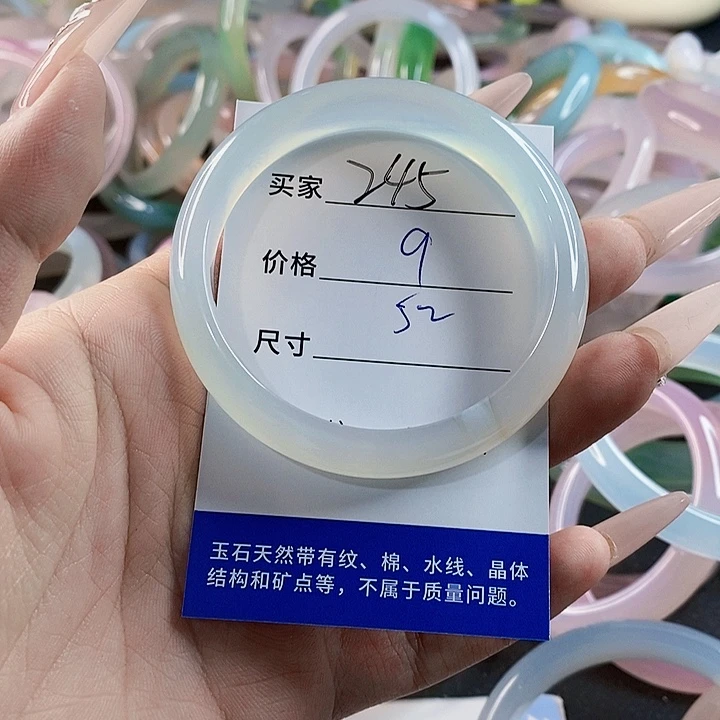 买家 245
价格 9
尺寸 52
玉石天然带有纹、棉、水线、晶体
结构和矿点等，不属于质量问题。